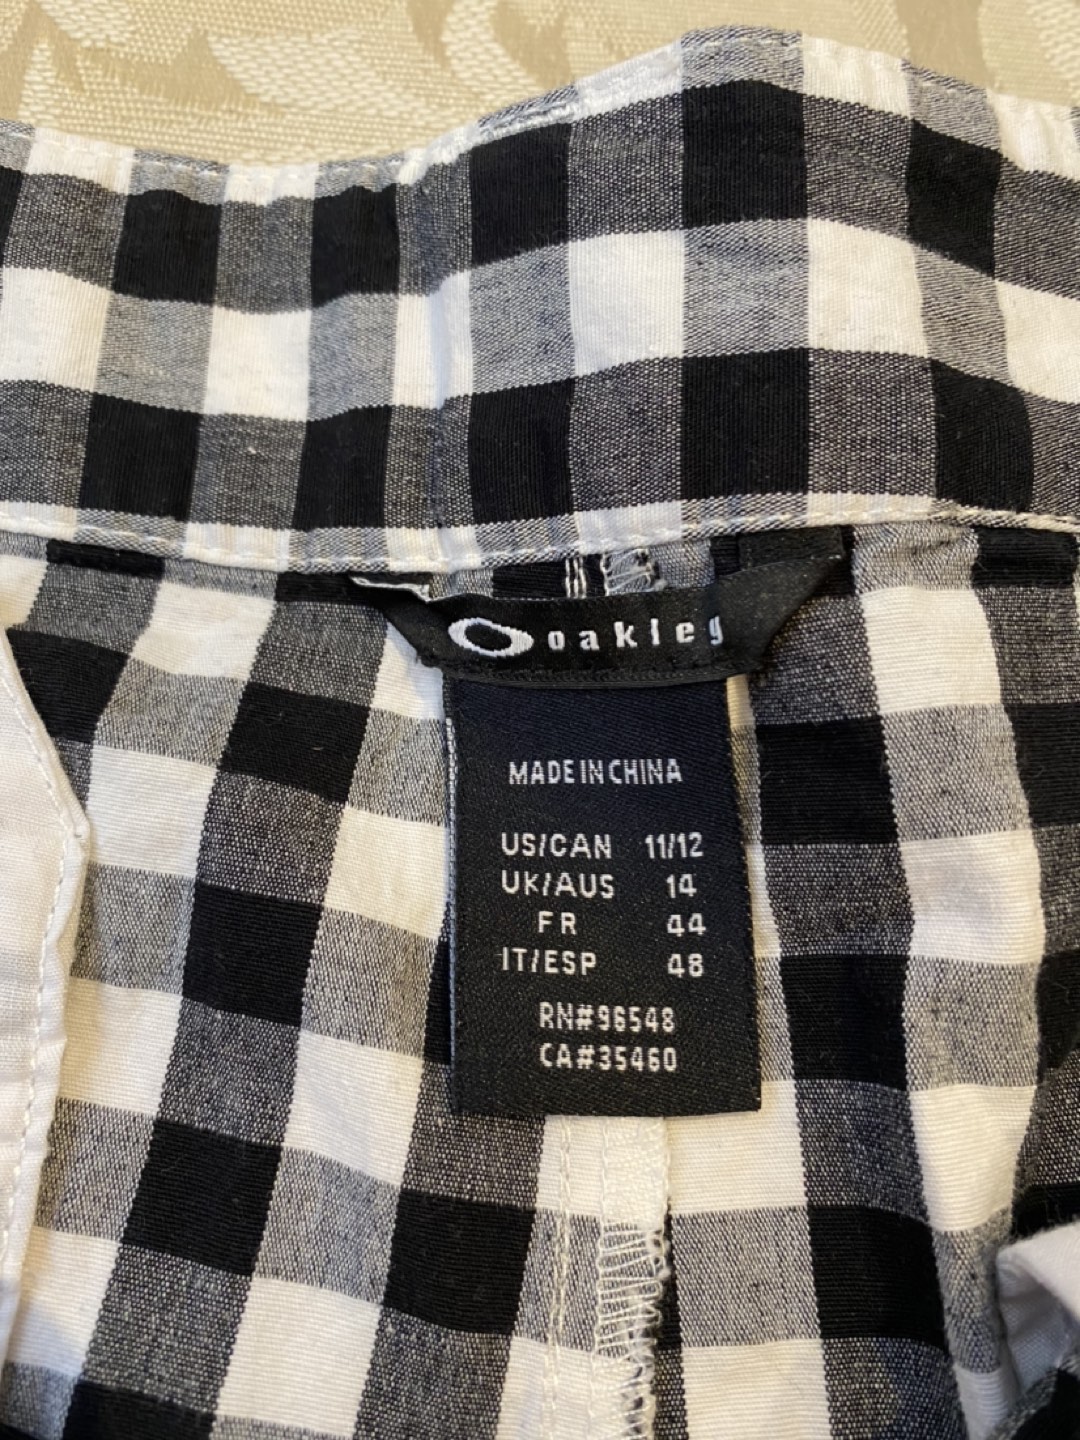 oakley
MADE IN CHINA
US/CAN 11/12
UK/AUS 14
FR 44
IT/ESP 48
RN#96548
CA#35460